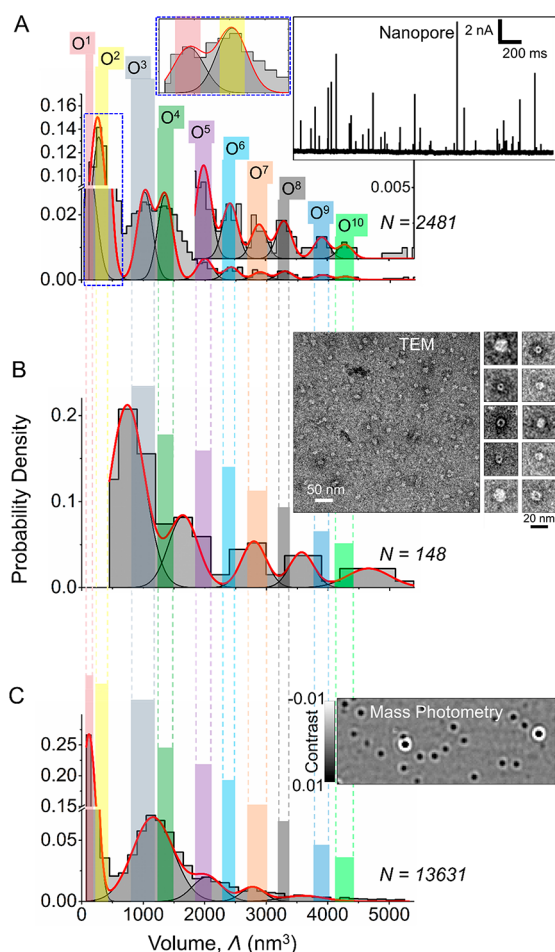 A
O1
O2
O3
O4
O5
O6
O7
O8
O9
O10
Nanopore
2 nA
200 ms
0.16
0.14
0.12
0.10
0.02
0.00
0.005
N = 2481
B
TEM
50 nm
20 nm
0.2
0.1
0.0
N = 148
Probability Density
C
Mass Photometry
-0.01
Contrast
0.01
0.25
0.20
0.15
0.05
0.00
N = 13631
0 1000 2000 3000 4000 5000
Volume, Λ (nm3)